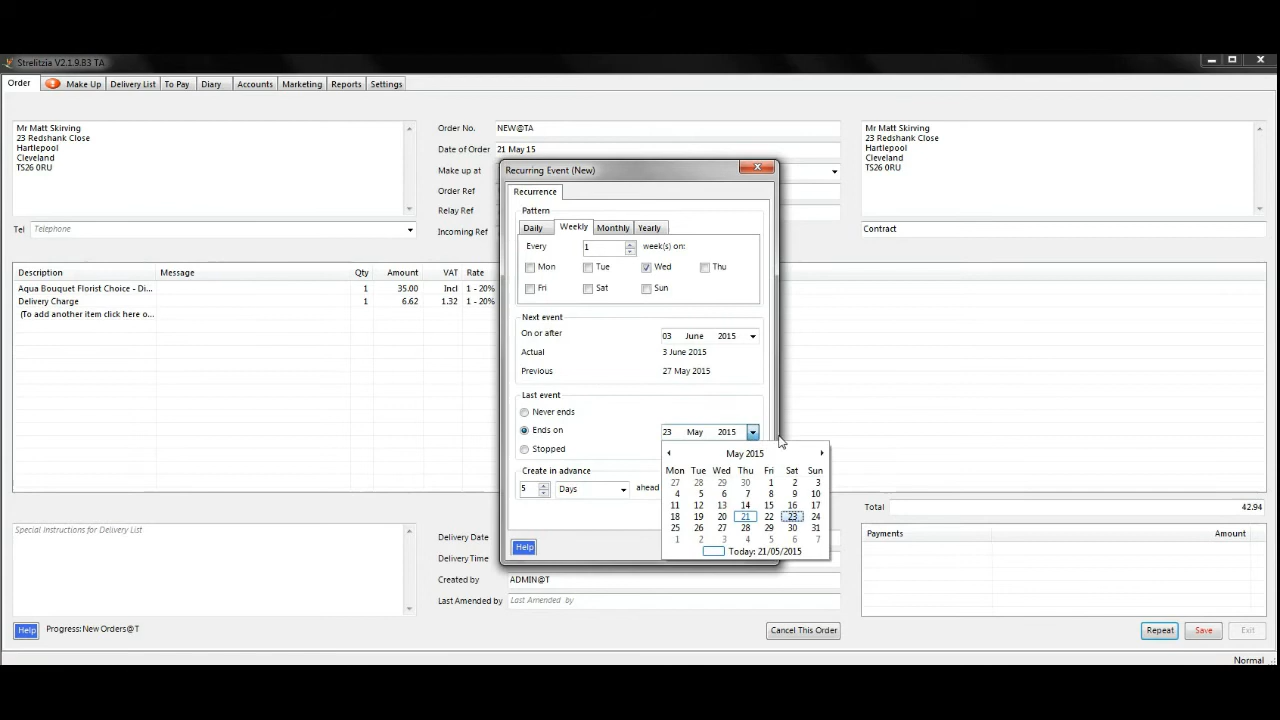 Strelitzia V2.1.9.83 TA
Order
Make Up
Delivery List
To Pay
Diary
Accounts
Marketing
Reports
Settings
Mr Matt Skirving
23 Redshank Close
Hartlepool
Cleveland
TS26 0RU
Tel Telephone
Order No. NEW@TA
Date of Order 21 May 15
Make up at
Order Ref
Relay Ref
Incoming Ref
Mr Matt Skirving
23 Redshank Close
Hartlepool
Cleveland
TS26 0RU
Contract
Description Message Qty Amount VAT Rate
Aqua Bouquet Florist Choice - Di... 1 35.00 Incl 1 - 20%
Delivery Charge 1 6.62 1.32 1 - 20%
(To add another item click here o...
Recurring Event (New)
Recurrence
Pattern
Daily Weekly Monthly Yearly
Every 1 week(s) on:
Mon Tue Wed Thu
Fri Sat Sun
Next event
On or after 03 June 2015
Actual 3 June 2015
Previous 27 May 2015
Last event
Never ends
Ends on 23 May 2015
Stopped
Create in advance
5 Days ahead
Help
May 2015
Mon Tue Wed Thu Fri Sat Sun
27 28 29 30 1 2 3
4 5 6 7 8 9 10
11 12 13 14 15 16 17
18 19 20 21 22 23 24
25 26 27 28 29 30 31
1 2 3 4 5 6 7
Today: 21/05/2015
Total 42.94
Special Instructions for Delivery List
Delivery Date
Delivery Time
Created by ADMIN@T
Last Amended by Last Amended by
Payments Amount
Help Progress:New Orders@T
Cancel This Order
Repeat Save Exit
Normal